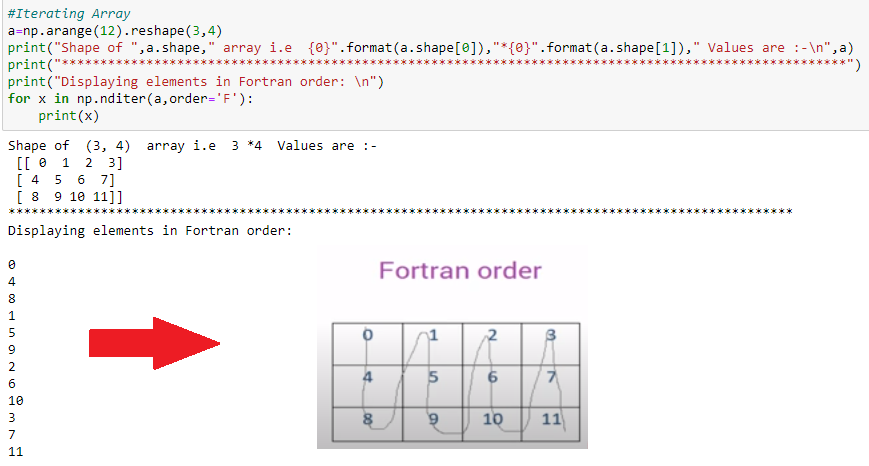 #Iterating Array
a=np.arange(12).reshape(3,4)
print("Shape of ",a.shape," array i.e  {0}".format(a.shape[0]),"*{0}".format(a.shape[1])," Values are :-\n",a)
print("******************************************************************************************************")
print("Displaying elements in Fortran order: \n")
for x in np.nditer(a,order='F'):
    print(x)
Shape of  (3, 4)  array i.e  3 *4  Values are :-
 [[ 0  1  2  3]
 [ 4  5  6  7]
 [ 8  9 10 11]]
******************************************************************************************************
Displaying elements in Fortran order:
0
4
8
1
5
9
2
6
10
3
7
11
Fortran order
0 1 2 3
4 5 6 7
8 9 10 11